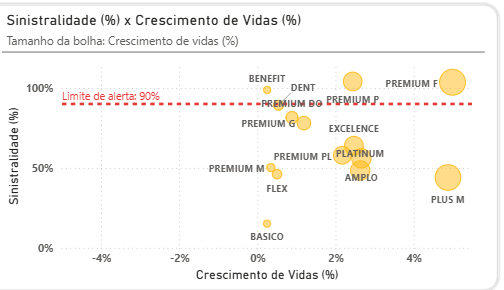 Sinistralidade (%) x Crescimento de Vidas (%)
Tamanho da bolha: Crescimento de vidas (%)
Sinistralidade (%)
100%
50%
0%
Limite de alerta: 90%
BENEFIT
DENT
PREMIUM DO
PREMIUM P
PREMIUM F
PREMIUM G
EXCELENCE
PREMIUM PL
PLATINUM
PREMIUM M
AMPLO
FLEX
PLUS M
BASICO
-4%
-2%
0%
2%
4%
Crescimento de Vidas (%)